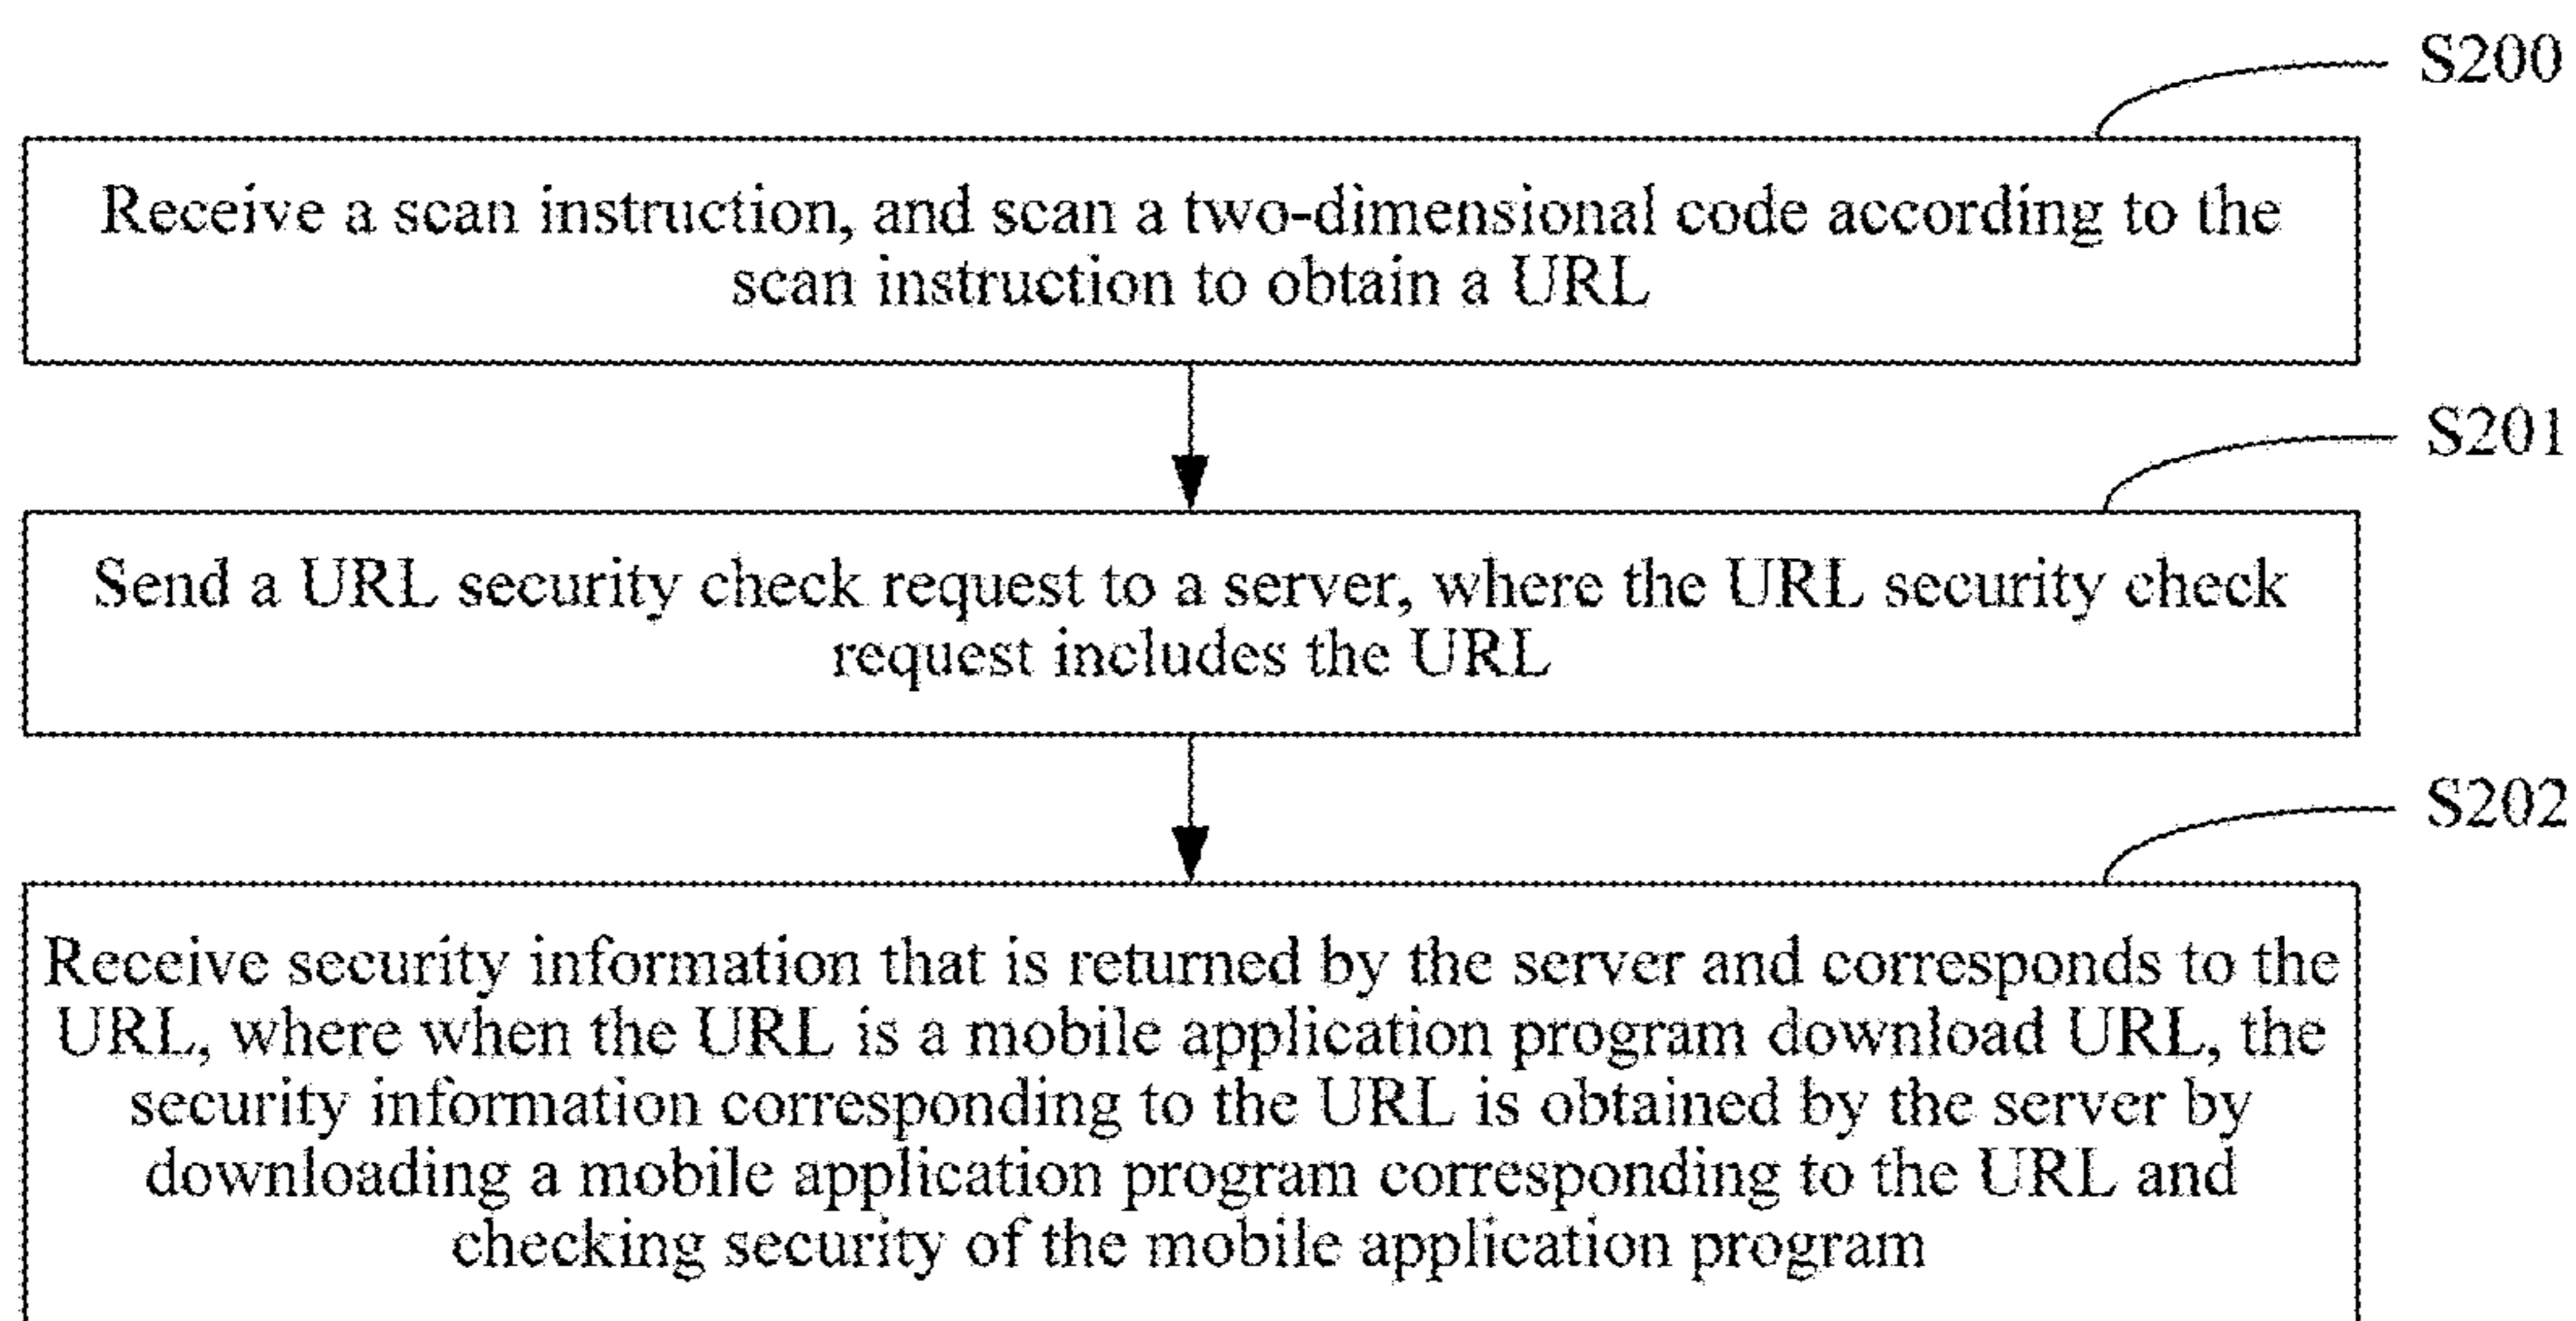 S200
Receive a scan instruction, and scan a two-dimensional code according to the
scan instruction to obtain a URL
S201
Send a URL security check request to a server, where the URL security check
request includes the URL
S202
Receive security information that is returned by the server and corresponds to the
URL, where when the URL is a mobile application program download URL, the
security information corresponding to the URL is obtained by the server by
downloading a mobile application program corresponding to the URL and
checking security of the mobile application program